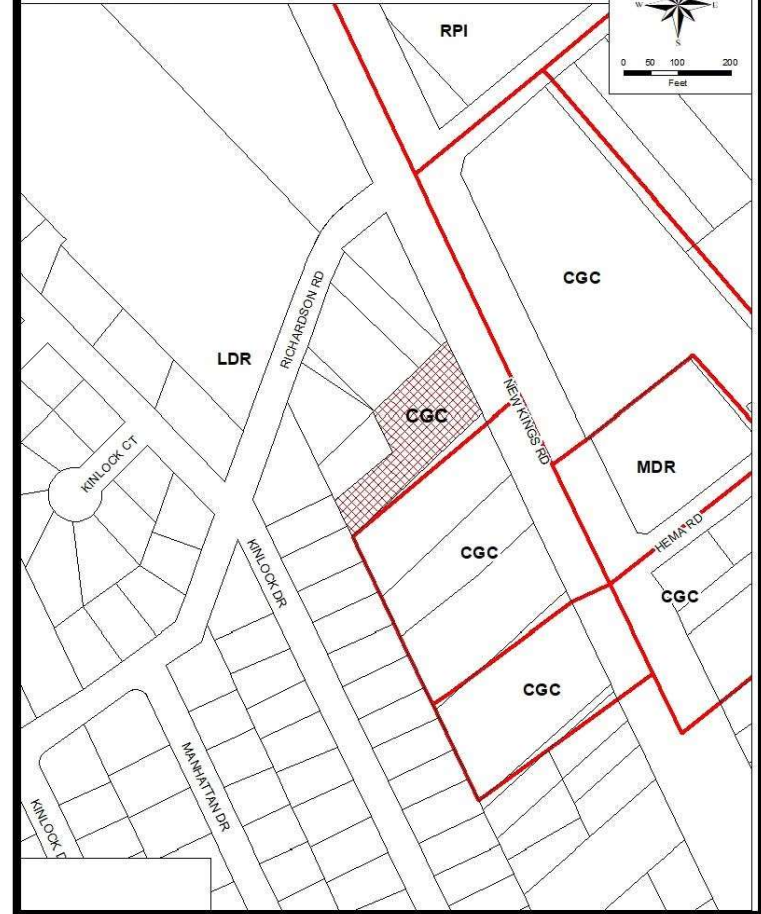 RPI
W
E
S
0 50 100 200
Feet
CGC
RICHARDSON RD
LDR
CGC
NEW KINGS RD
KINLOCK CT
MDR
HEMA RD
CGC
KINLOCK DR
CGC
CGC
MANHATTAN DR
KINLOCK